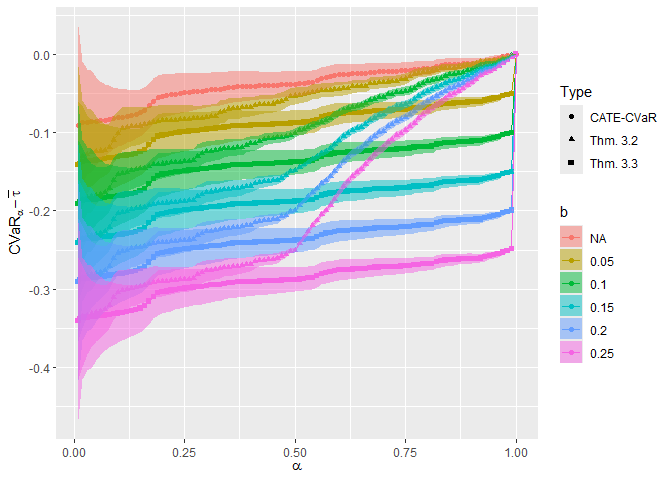 0.0
-0.1
-0.2
-0.3
-0.4
CVaRα − τ̅
0.00
0.25
0.50
0.75
1.00
α
Type
CATE-CVaR
Thm. 3.2
Thm. 3.3
b
NA
0.05
0.1
0.15
0.2
0.25